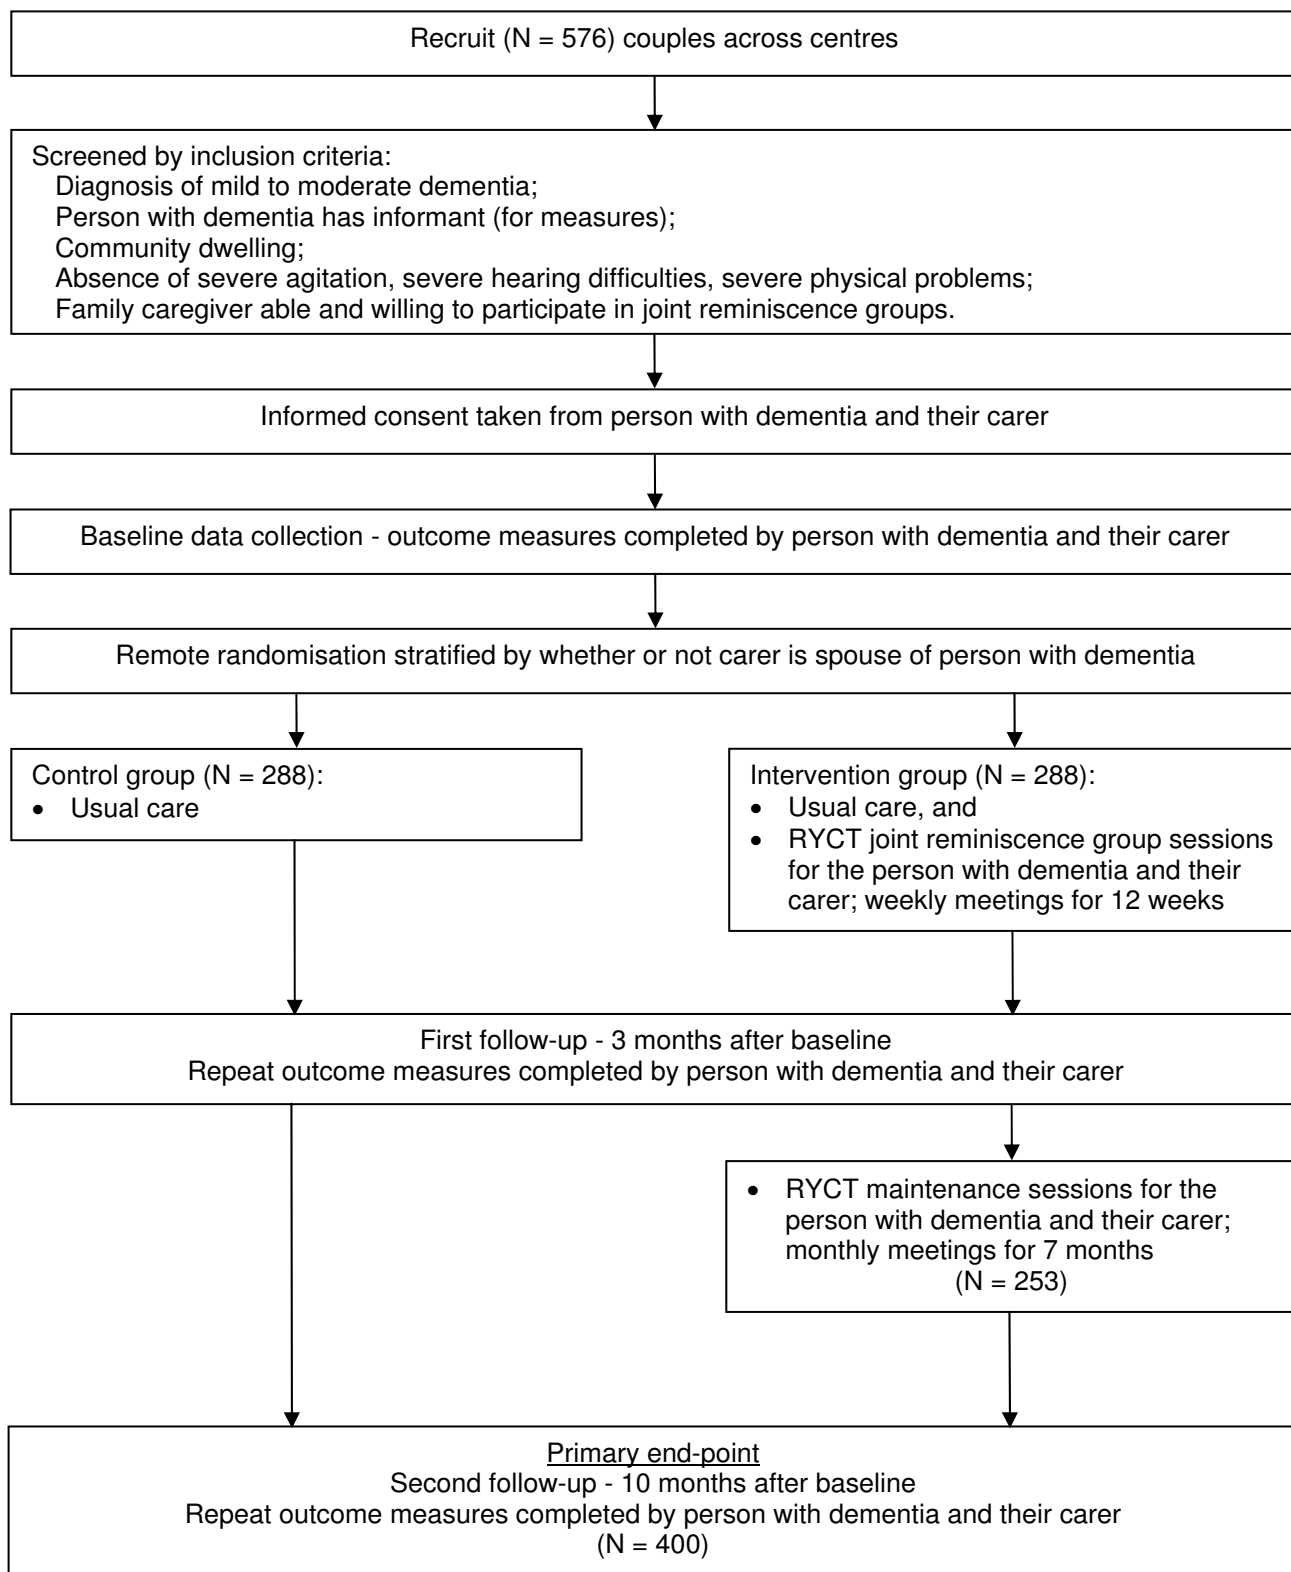 Recruit (N = 576) couples across centres
Screened by inclusion criteria:
Diagnosis of mild to moderate dementia;
Person with dementia has informant (for measures);
Community dwelling;
Absence of severe agitation, severe hearing difficulties, severe physical problems;
Family caregiver able and willing to participate in joint reminiscence groups.
Informed consent taken from person with dementia and their carer
Baseline data collection - outcome measures completed by person with dementia and their carer
Remote randomisation stratified by whether or not carer is spouse of person with dementia
Control group (N = 288):
• Usual care
Intervention group (N = 288):
• Usual care, and
• RYCT joint reminiscence group sessions
for the person with dementia and their
carer; weekly meetings for 12 weeks
First follow-up - 3 months after baseline
Repeat outcome measures completed by person with dementia and their carer
• RYCT maintenance sessions for the
person with dementia and their carer;
monthly meetings for 7 months
(N = 253)
Primary end-point
Second follow-up - 10 months after baseline
Repeat outcome measures completed by person with dementia and their carer
(N = 400)